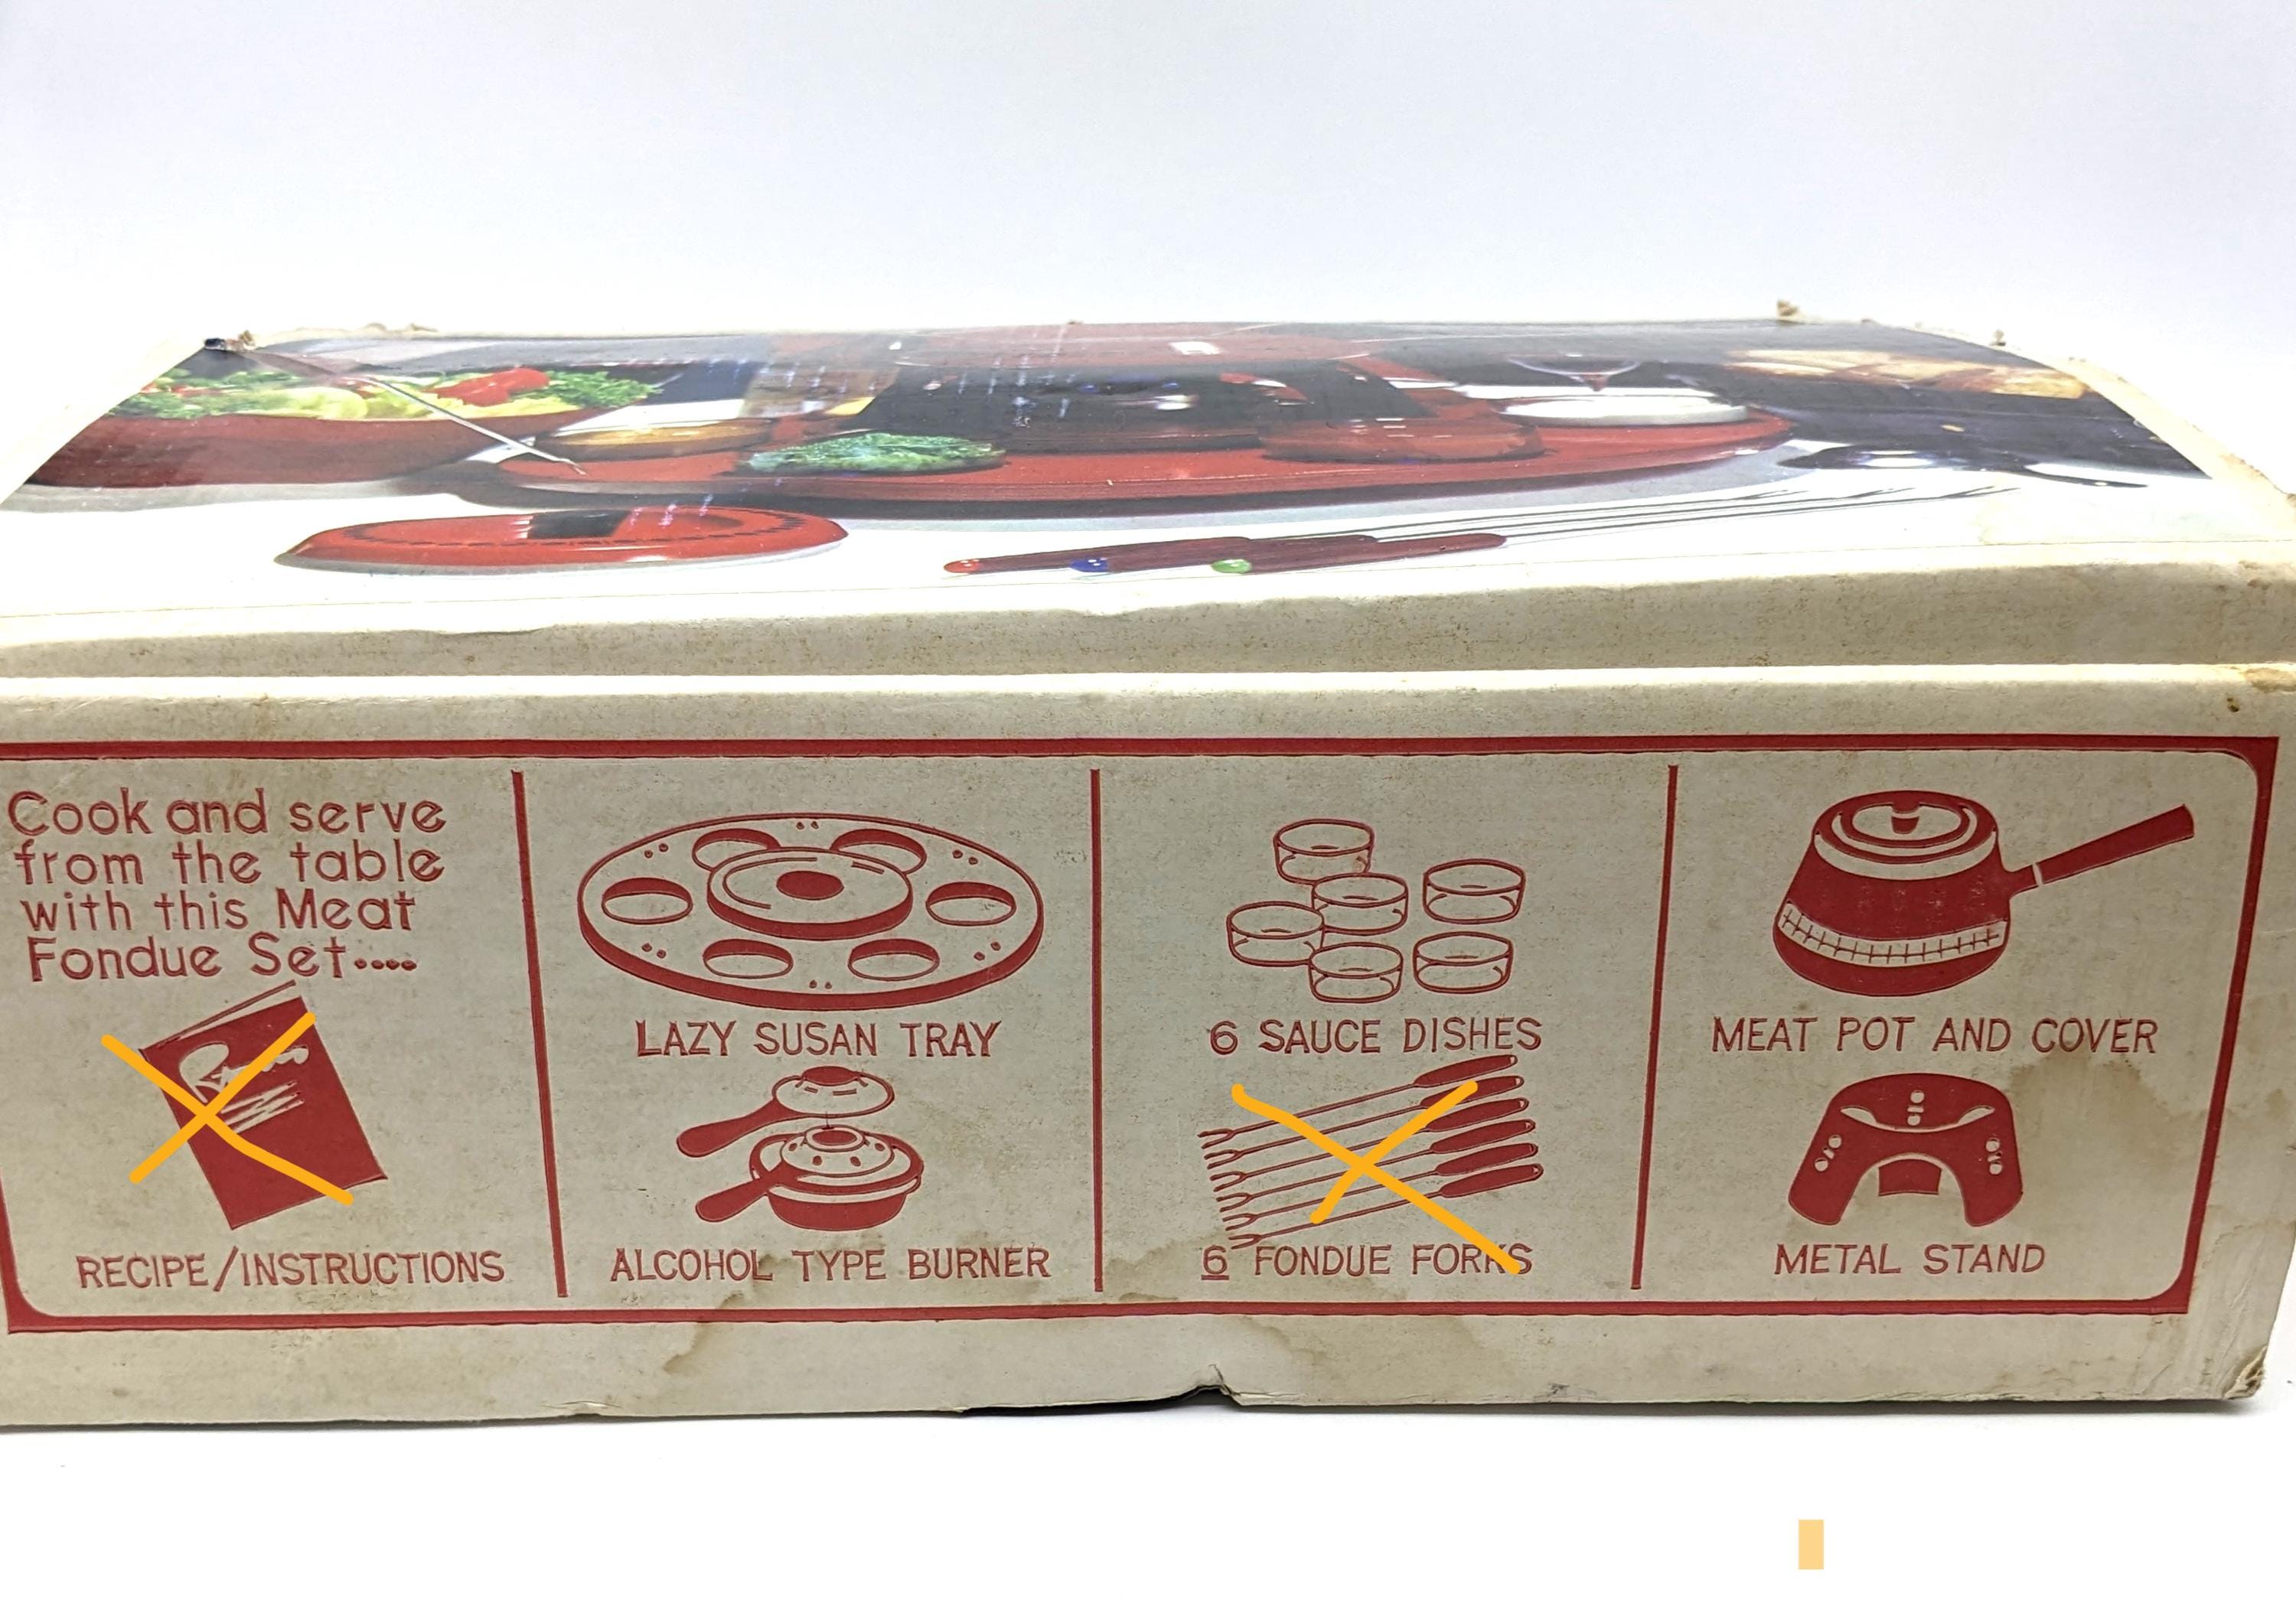 Cook and serve
from the table
with this Meat
Fondue Set....
RECIPE/INSTRUCTIONS
LAZY SUSAN TRAY
ALCOHOL TYPE BURNER
6 SAUCE DISHES
6 FONDUE FORKS
MEAT POT AND COVER
METAL STAND